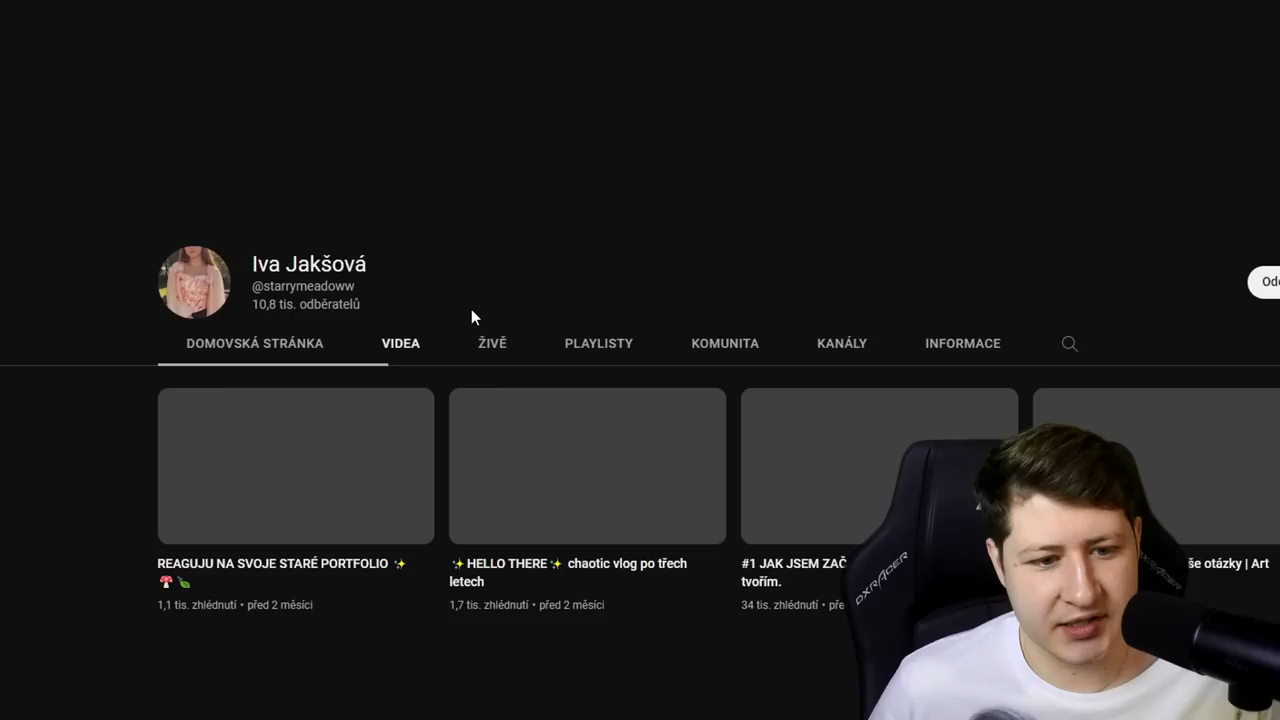 Iva Jakšová
@starrymeadoww
10,8 tis. odběratelů
DOMOVSKÁ STRÁNKA VIDEA ŽIVĚ PLAYLISTY KOMUNITA KANÁLY INFORMACE
REAGUJU NA SVOJE STARÉ PORTFOLIO ✨
🍄🍃
1,1 tis. zhlédnutí • před 2 měsíci
✨HELLO THERE✨ chaotic vlog po třech
letech
1,7 tis. zhlédnutí • před 2 měsíci
#1 JAK JSEM ZAČ
tvořím.
34 tis. zhlédnutí • pře
še otázky | Art
DXRACER